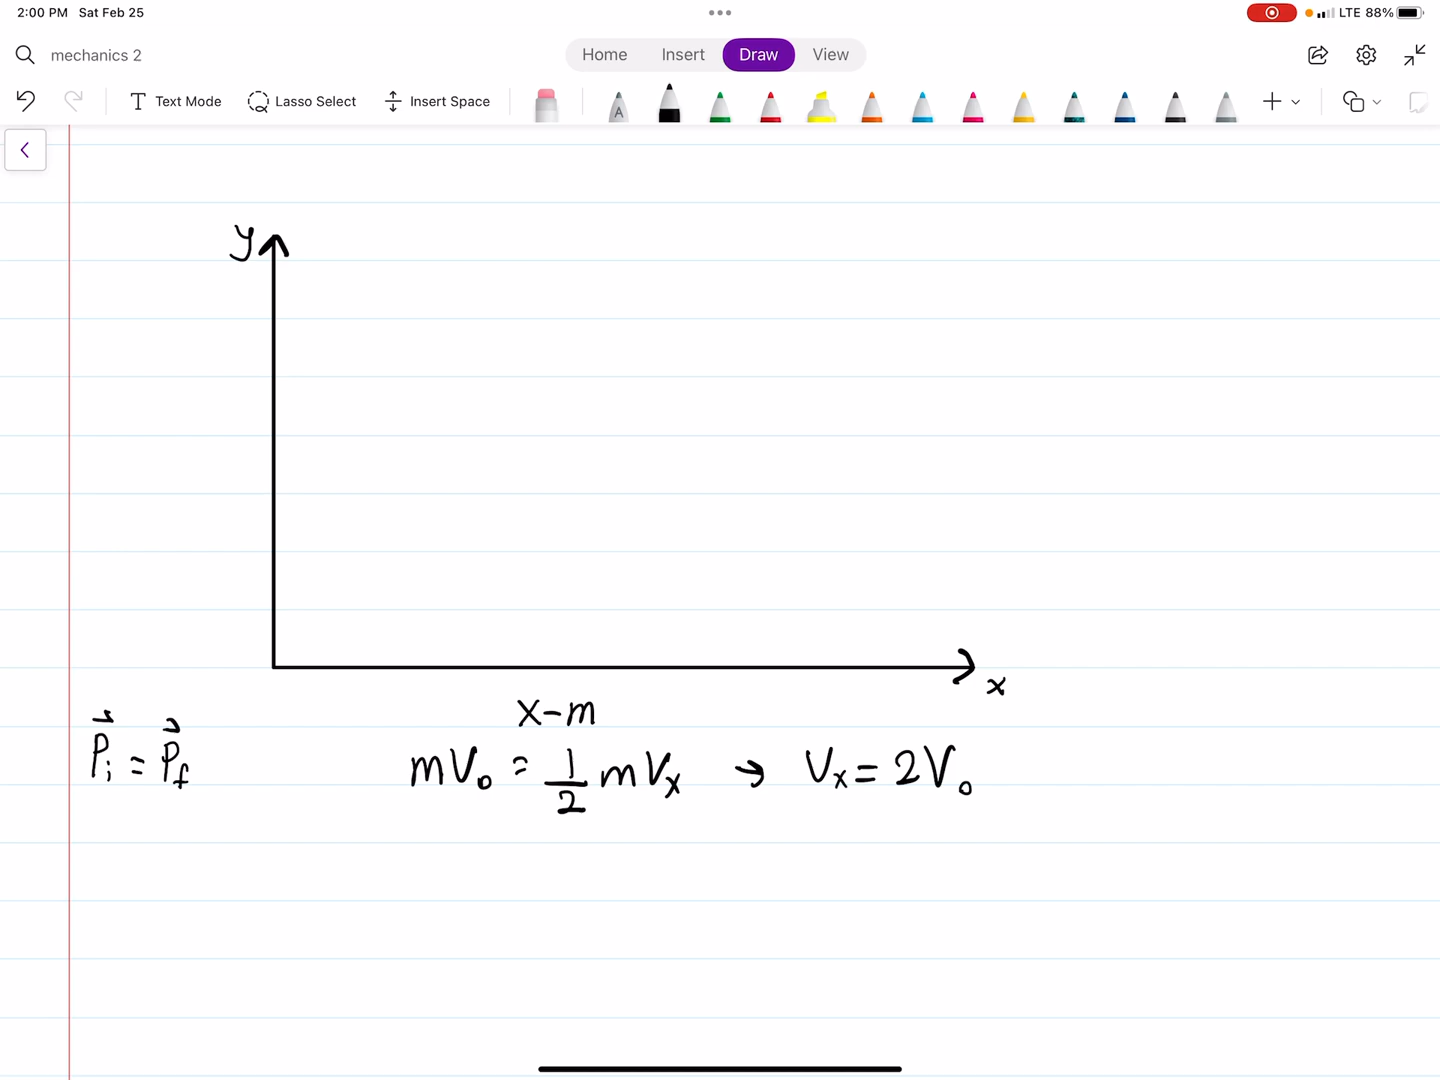 2:00 PM Sat Feb 25 LTE 88%
mechanics 2 Home Insert Draw View
T Text Mode Lasso Select Insert Space A
y
x
x-m
P⃗i = P⃗f mV₀ = 1/2 mVₓ → Vₓ = 2V₀